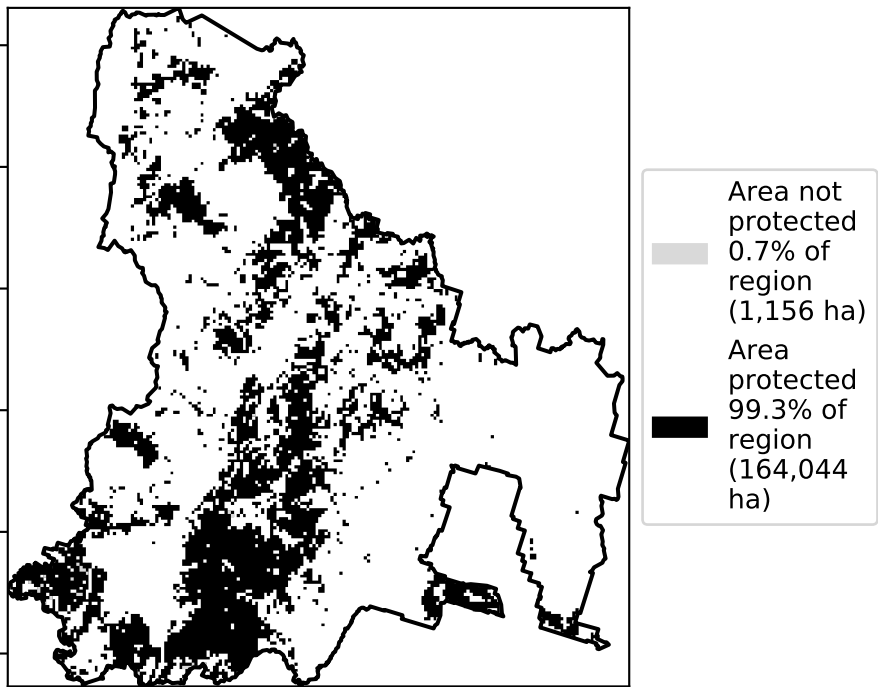 Area not
protected
0.7% of
region
(1,156 ha)
Area
protected
99.3% of
region
(164,044
ha)